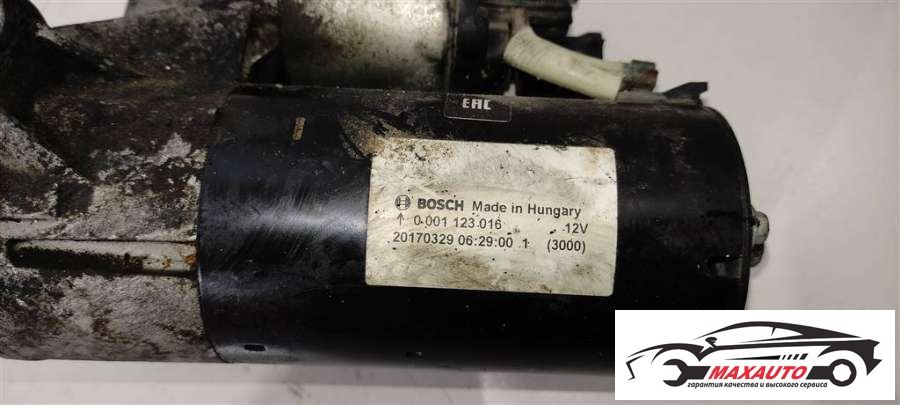 EAC
BOSCH Made in Hungary
↑ 0 001 123 016 12V
20170329 06:29:00 1 (3000)
MAXAUTO
гарантия качества и высокого сервиса